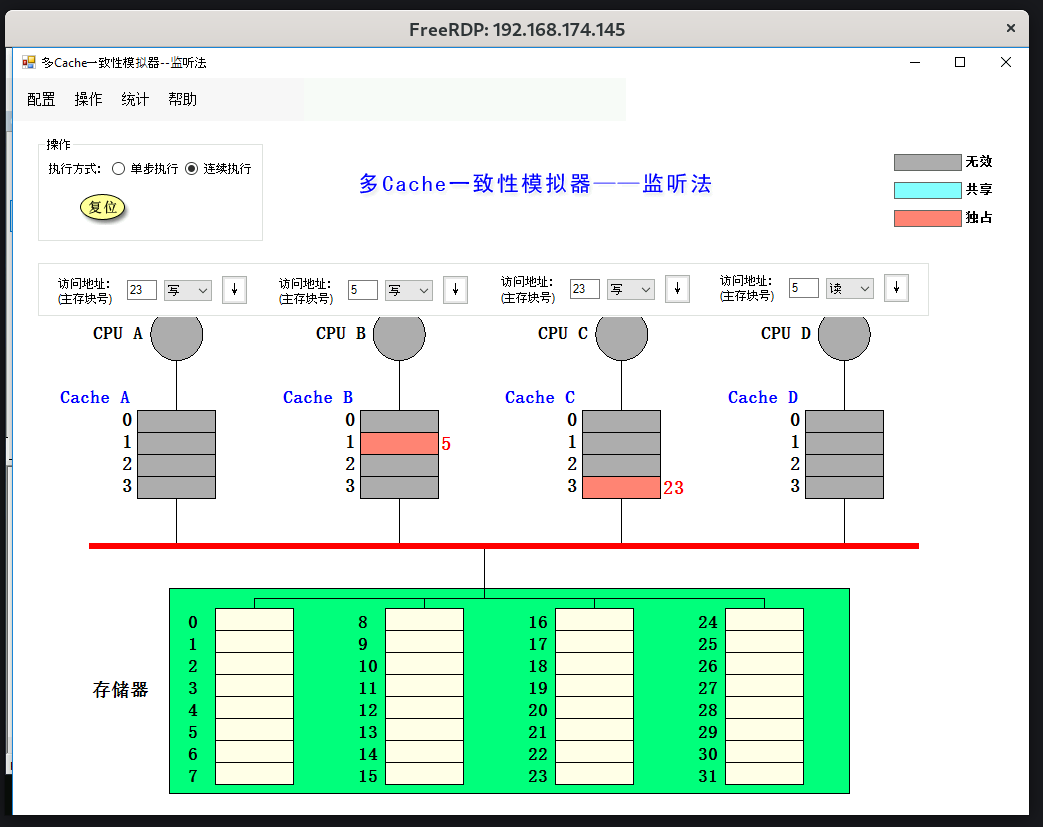 FreeRDP: 192.168.174.145
多Cache一致性模拟器--监听法
配置 操作 统计 帮助
操作
执行方式: 单步执行 连续执行
复位
多Cache一致性模拟器——监听法
无效
共享
独占
访问地址:
(主存块号)
23 写 ↓
访问地址:
(主存块号)
5 写 ↓
访问地址:
(主存块号)
23 写 ↓
访问地址:
(主存块号)
5 读 ↓
CPU A CPU B CPU C CPU D
Cache A Cache B Cache C Cache D
0 0 0 0
1 1 5 1 1
2 2 2 2
3 3 3 23 3
存储器
0 8 16 24
1 9 17 25
2 10 18 26
3 11 19 27
4 12 20 28
5 13 21 29
6 14 22 30
7 15 23 31